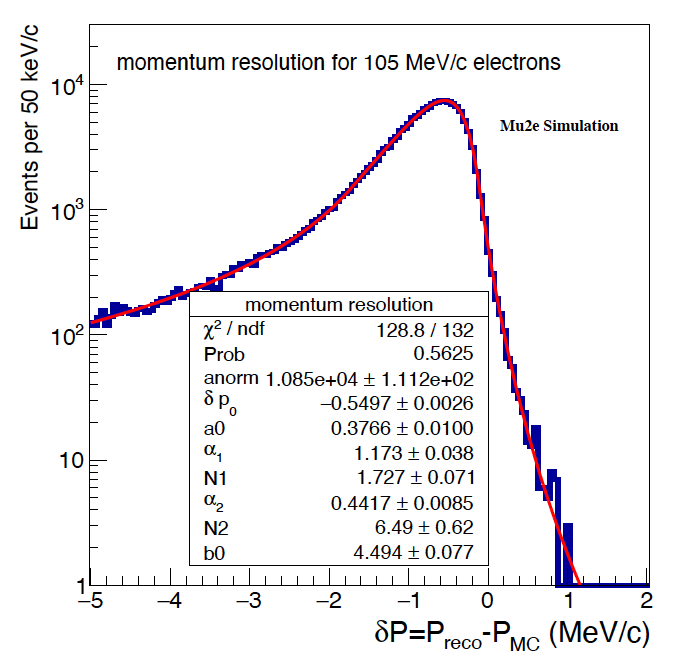 Events per 50 keV/c
momentum resolution for 105 MeV/c electrons
Mu2e Simulation
10⁴
10³
10²
10
1
momentum resolution
χ² / ndf 128.8 / 132
Prob 0.5625
anorm 1.085e+04 ± 1.112e+02
δ p₀ −0.5497 ± 0.0026
a0 0.3766 ± 0.0100
α₁ 1.173 ± 0.038
N1 1.727 ± 0.071
α₂ 0.4417 ± 0.0085
N2 6.49 ± 0.62
b0 4.494 ± 0.077
−5 −4 −3 −2 −1 0 1 2
δP=Preco-PMC (MeV/c)